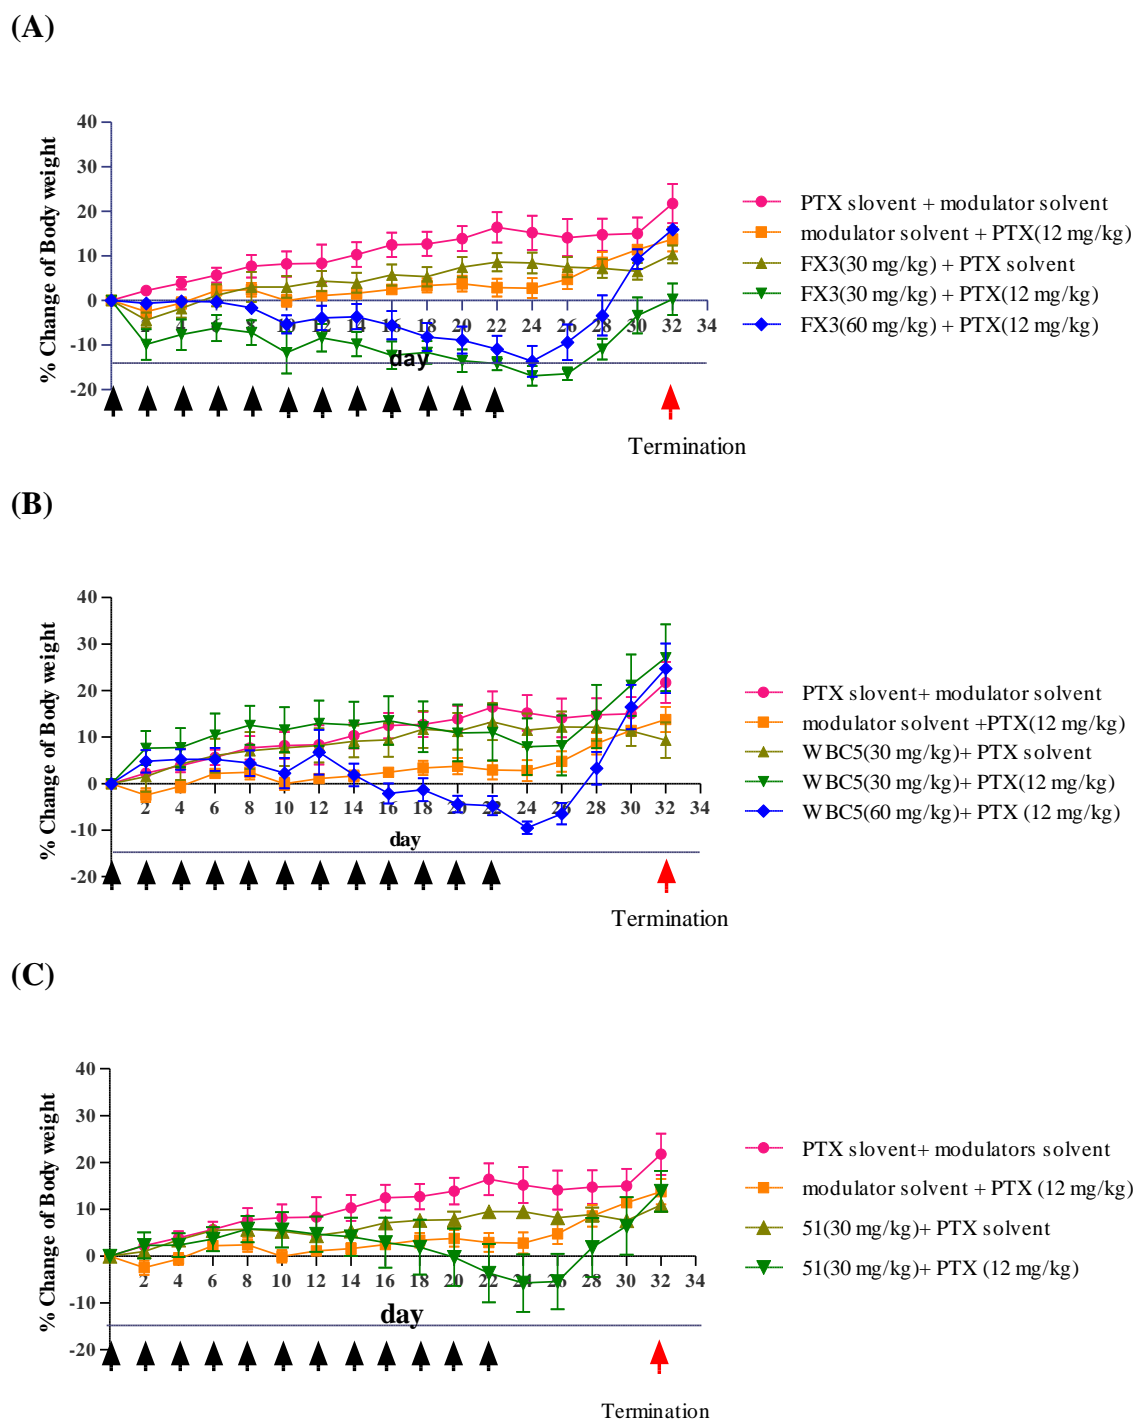 (A)
% Change of Body weight
40
30
20
10
0
-10
-20
4
10
12
14
16
18
20
22
24
26
28
30
32
34
day
PTX slovent + modulator solvent
modulator solvent + PTX(12 mg/kg)
FX3(30 mg/kg) + PTX solvent
FX3(30 mg/kg) + PTX(12 mg/kg)
FX3(60 mg/kg) + PTX(12 mg/kg)
Termination
(B)
% Change of Body weight
40
30
20
10
0
-10
-20
2
4
6
8
10
12
14
16
18
20
22
24
26
28
30
32
34
day
PTX slovent+ modulator solvent
modulator solvent +PTX(12 mg/kg)
WBC5(30 mg/kg)+ PTX solvent
WBC5(30 mg/kg)+ PTX(12 mg/kg)
WBC5(60 mg/kg)+ PTX (12 mg/kg)
Termination
(C)
% Change of Body weight
40
30
20
10
0
-10
-20
2
4
6
8
10
12
14
16
18
20
22
24
26
28
30
32
34
day
PTX slovent+ modulators solvent
modulator solvent + PTX (12 mg/kg)
51(30 mg/kg)+ PTX solvent
51(30 mg/kg)+ PTX (12 mg/kg)
Termination